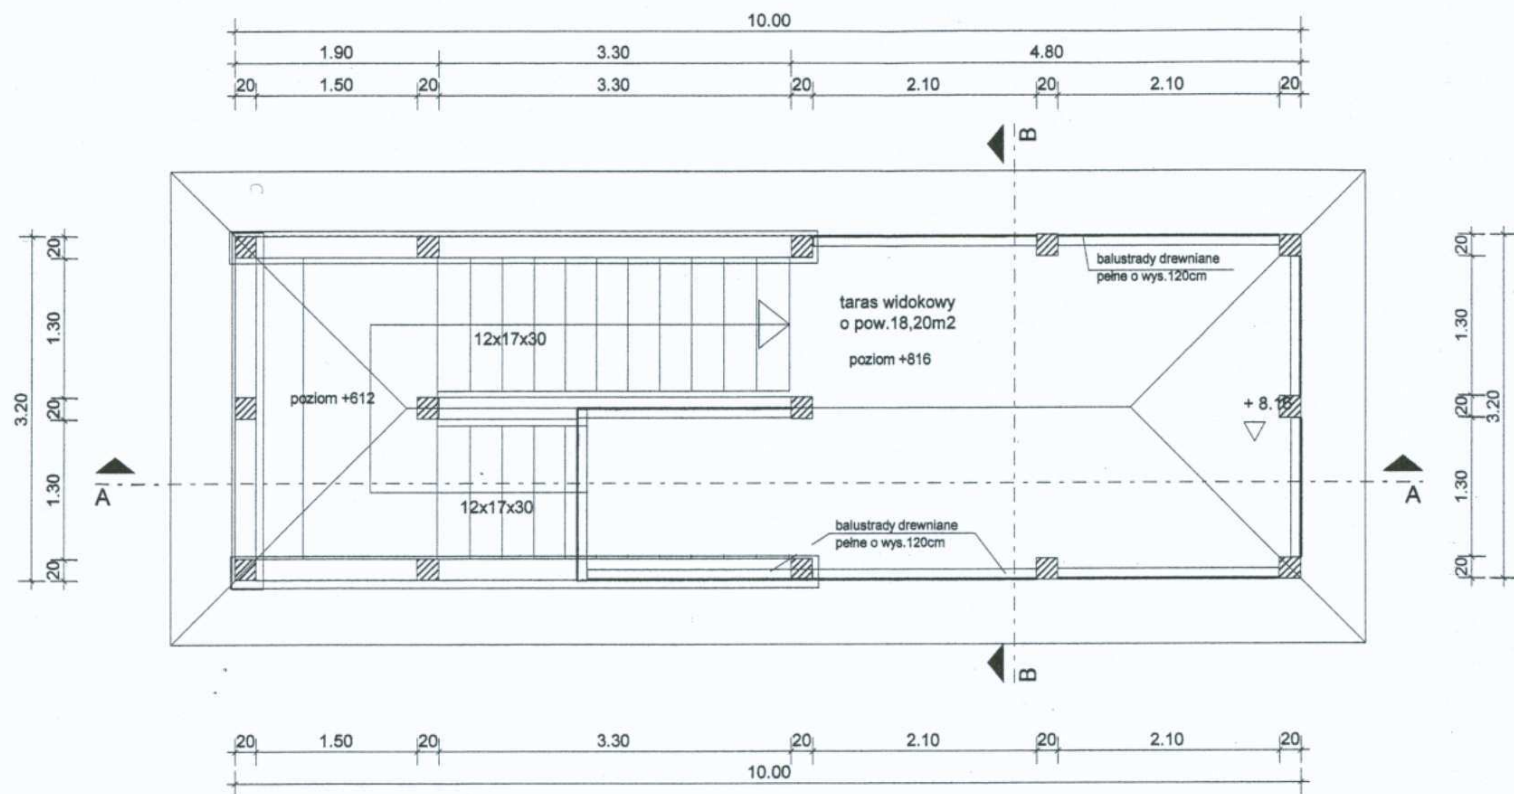 10.00
1.90 3.30 4.80
20 1.50 20 3.30 20 2.10 20 2.10 20
B
20 20
balustrady drewniane
pełne o wys.120cm
taras widokowy
o pow.18,20m2
1.30 12x17x30 1.30
poziom +816
poziom +612
3.20 20 + 8.16 20 3.20
A 1.30 1.30 A
12x17x30
balustrady drewniane
pełne o wys.120cm
20 20
B
20 1.50 20 3.30 20 2.10 20 2.10 20
10.00